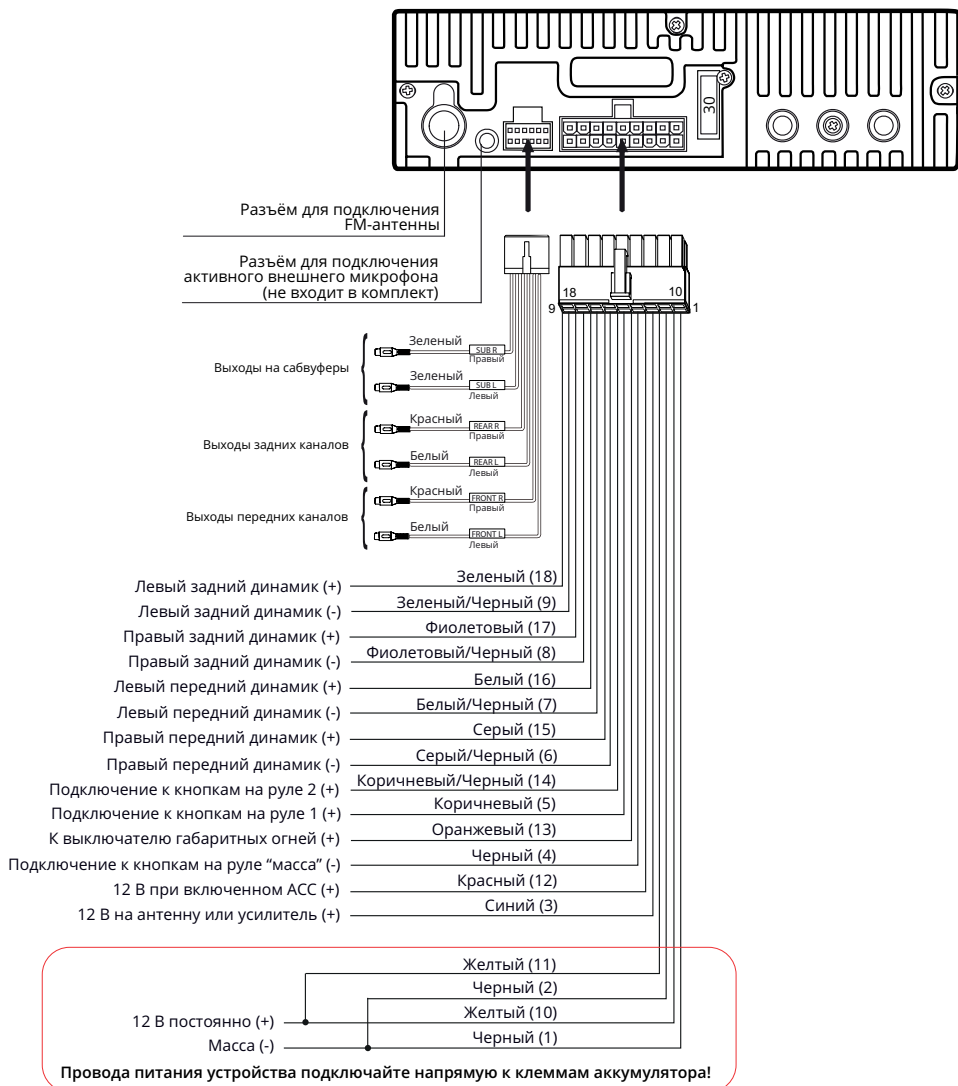 30
Разъём для подключения
FM-антенны
Разъём для подключения
активного внешнего микрофона
(не входит в комплект)
18
10
9
1
Зеленый
SUB R
Правый
Выходы на сабвуферы
Зеленый
SUB L
Левый
Красный
REAR R
Правый
Выходы задних каналов
Белый
REAR L
Левый
Красный
FRONT R
Правый
Выходы передних каналов
Белый
FRONT L
Левый
Левый задний динамик (+) Зеленый (18)
Левый задний динамик (-) Зеленый/Черный (9)
Правый задний динамик (+) Фиолетовый (17)
Правый задний динамик (-) Фиолетовый/Черный (8)
Левый передний динамик (+) Белый (16)
Левый передний динамик (-) Белый/Черный (7)
Правый передний динамик (+) Серый (15)
Правый передний динамик (-) Серый/Черный (6)
Подключение к кнопкам на руле 2 (+) Коричневый/Черный (14)
Подключение к кнопкам на руле 1 (+) Коричневый (5)
К выключателю габаритных огней (+) Оранжевый (13)
Подключение к кнопкам на руле “масса” (-) Черный (4)
12 В при включенном ACC (+) Красный (12)
12 В на антенну или усилитель (+) Синий (3)
Желтый (11)
Черный (2)
12 В постоянно (+) Желтый (10)
Масса (-) Черный (1)
Провода питания устройства подключайте напрямую к клеммам аккумулятора!